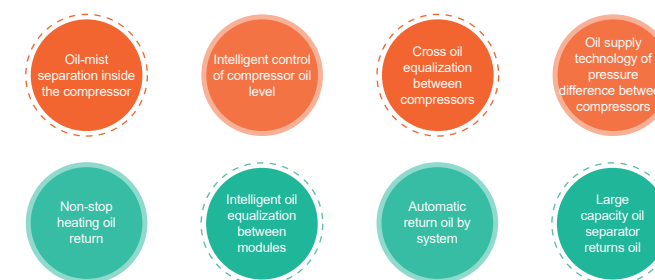 Oil-mist
separation inside
the compressor
Intelligent control
of compressor oil
level
Cross oil
equalization
between
compressors
Oil supply
technology of
pressure
difference betwee
compressors
Non-stop
heating oil
return
Intelligent oil
equalization
between
modules
Automatic
return oil by
system
Large
capacity oil
separator
returns oil